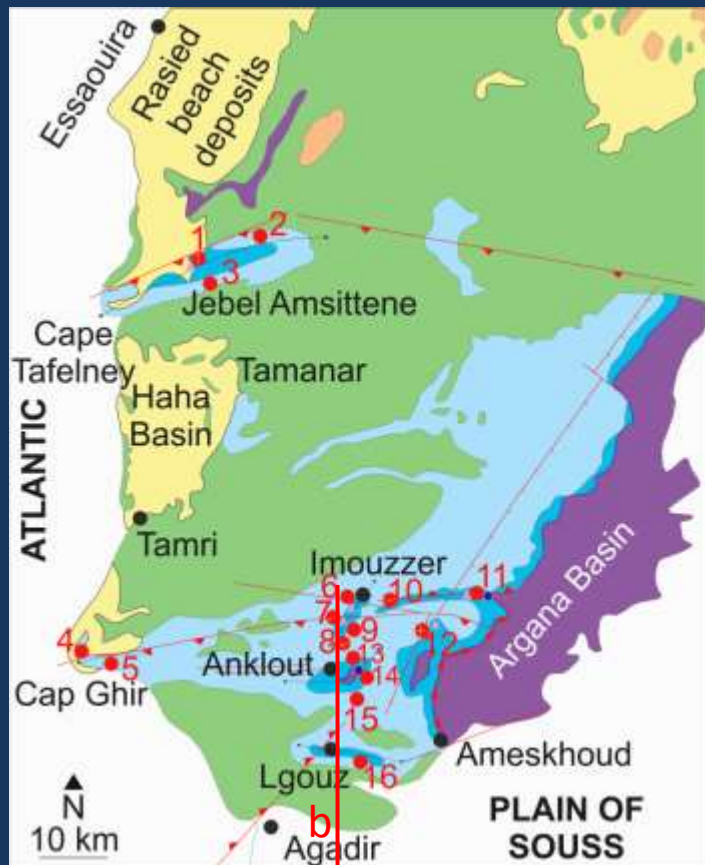 Essaouira
Rasied
beach
deposits
1
2
3
Jebel Amsittene
Cape
Tafelney
Tamanar
Haha
Basin
ATLANTIC
Tamri
Imouzzer
6
10
11
7
9
12
8
4
5
Anklout
13
14
Argana Basin
Cap Ghir
15
Ameskhoud
Lgouz
16
N
10 km
b
Agadir
PLAIN OF
SOUSS